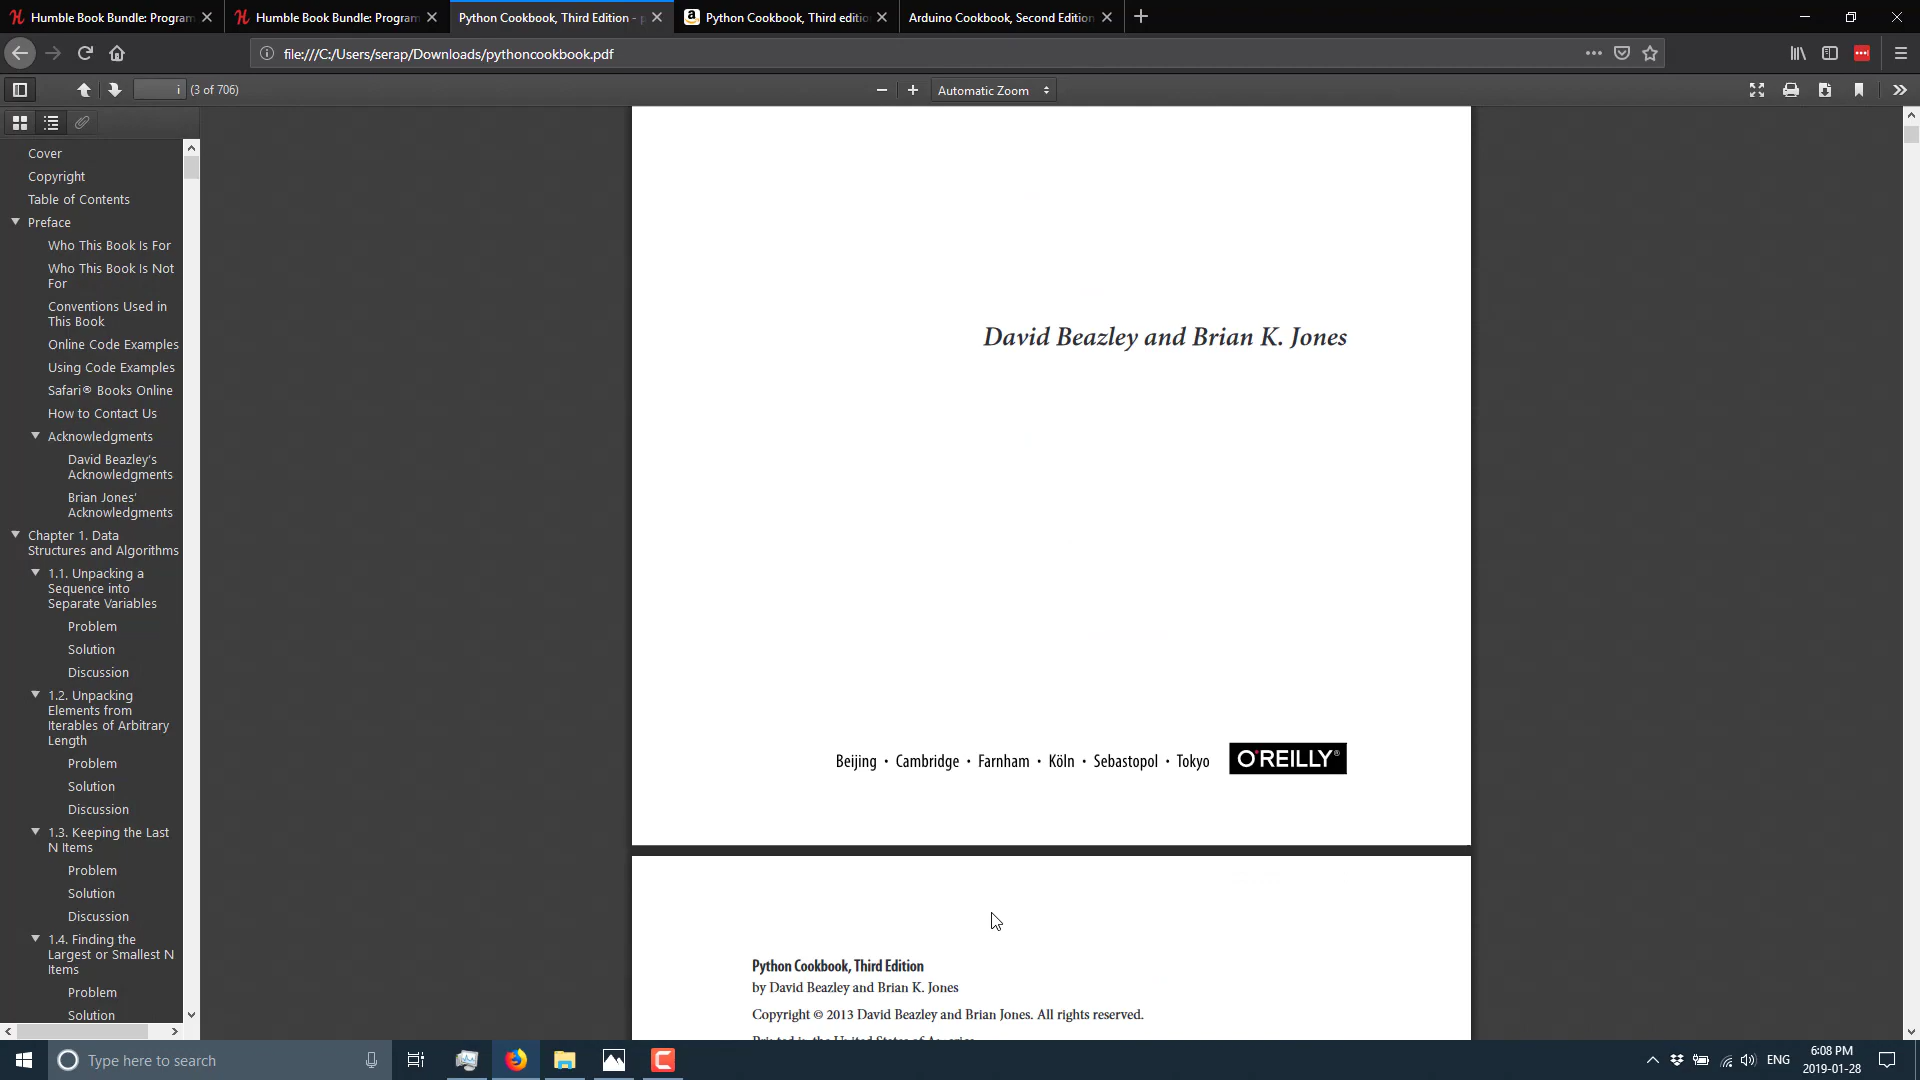 Humble Book Bundle: Program
Humble Book Bundle: Program
Python Cookbook, Third Edition -
Python Cookbook, Third editio
Arduino Cookbook, Second Edition
file:///C:/Users/serap/Downloads/pythoncookbook.pdf
i (3 of 706)
Automatic Zoom
Cover
Copyright
Table of Contents
Preface
Who This Book Is For
Who This Book Is Not
For
Conventions Used in
This Book
Online Code Examples
Using Code Examples
Safari® Books Online
How to Contact Us
Acknowledgments
David Beazley's
Acknowledgments
Brian Jones'
Acknowledgments
Chapter 1. Data
Structures and Algorithms
1.1. Unpacking a
Sequence into
Separate Variables
Problem
Solution
Discussion
1.2. Unpacking
Elements from
Iterables of Arbitrary
Length
Problem
Solution
Discussion
1.3. Keeping the Last
N Items
Problem
Solution
Discussion
1.4. Finding the
Largest or Smallest N
Items
Problem
Solution
David Beazley and Brian K. Jones
Beijing • Cambridge • Farnham • Köln • Sebastopol • Tokyo O'REILLY®
Python Cookbook, Third Edition
by David Beazley and Brian K. Jones
Copyright © 2013 David Beazley and Brian Jones. All rights reserved.
Printed in the United States of America.
Type here to search
ENG
6:08 PM
2019-01-28